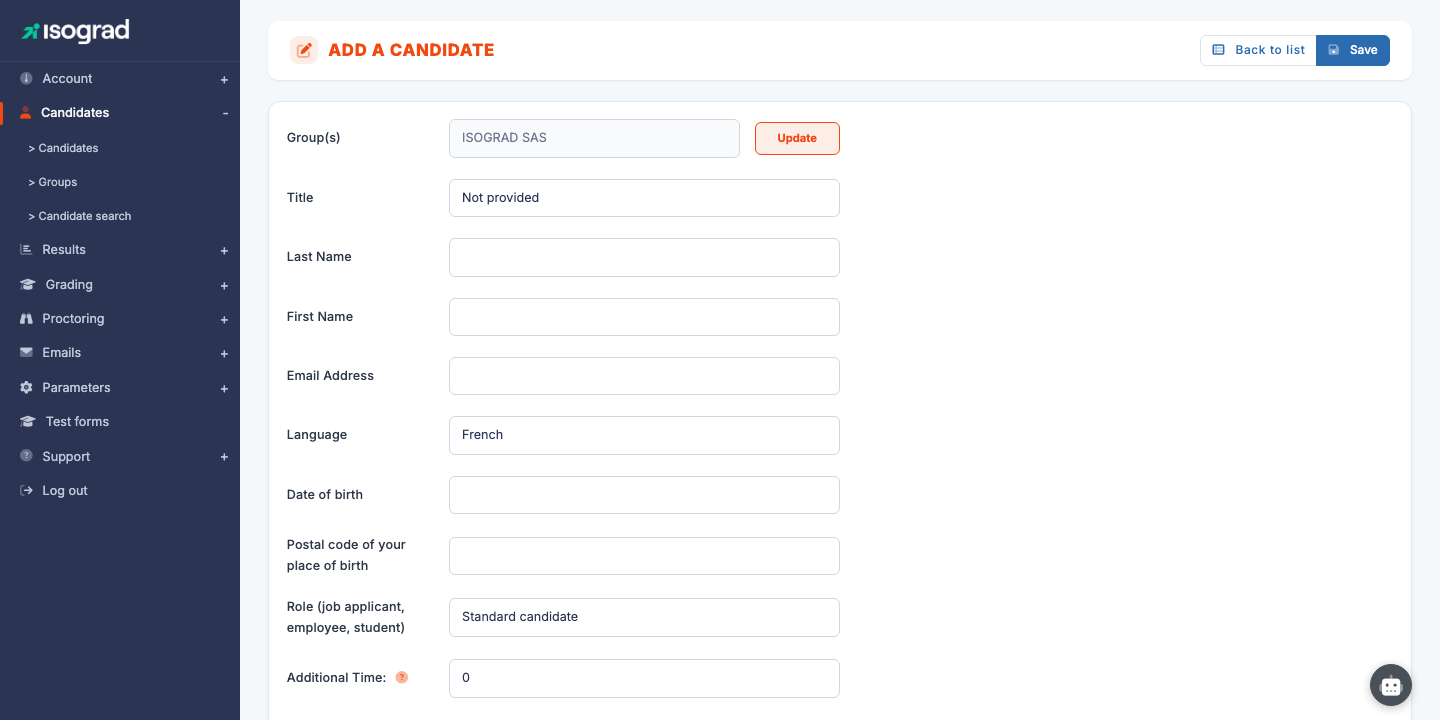 isograd
Account +
Candidates -
> Candidates
> Groups
> Candidate search
Results +
Grading +
Proctoring +
Emails +
Parameters +
Test forms
Support +
Log out
ADD A CANDIDATE
Back to list
Save
Group(s)
ISOGRAD SAS
Update
Title
Not provided
Last Name
First Name
Email Address
Language
French
Date of birth
Postal code of your
place of birth
Role (job applicant,
employee, student)
Standard candidate
Additional Time: ?
0